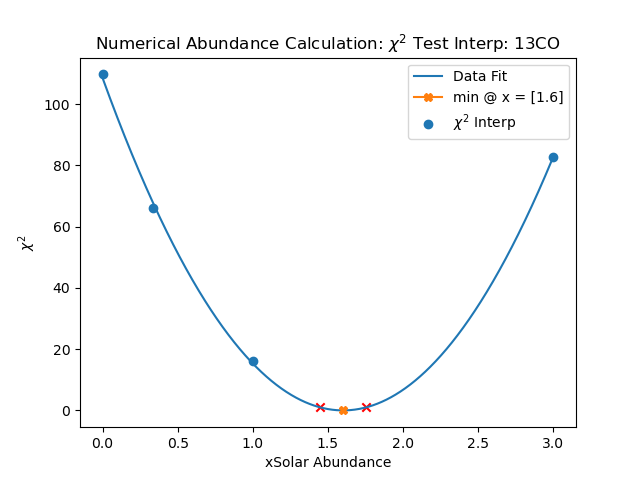 Numerical Abundance Calculation: χ² Test Interp: 13CO
Data Fit
min @ x = [1.6]
χ² Interp
χ²
100
80
60
40
20
0
0.0 0.5 1.0 1.5 2.0 2.5 3.0
xSolar Abundance